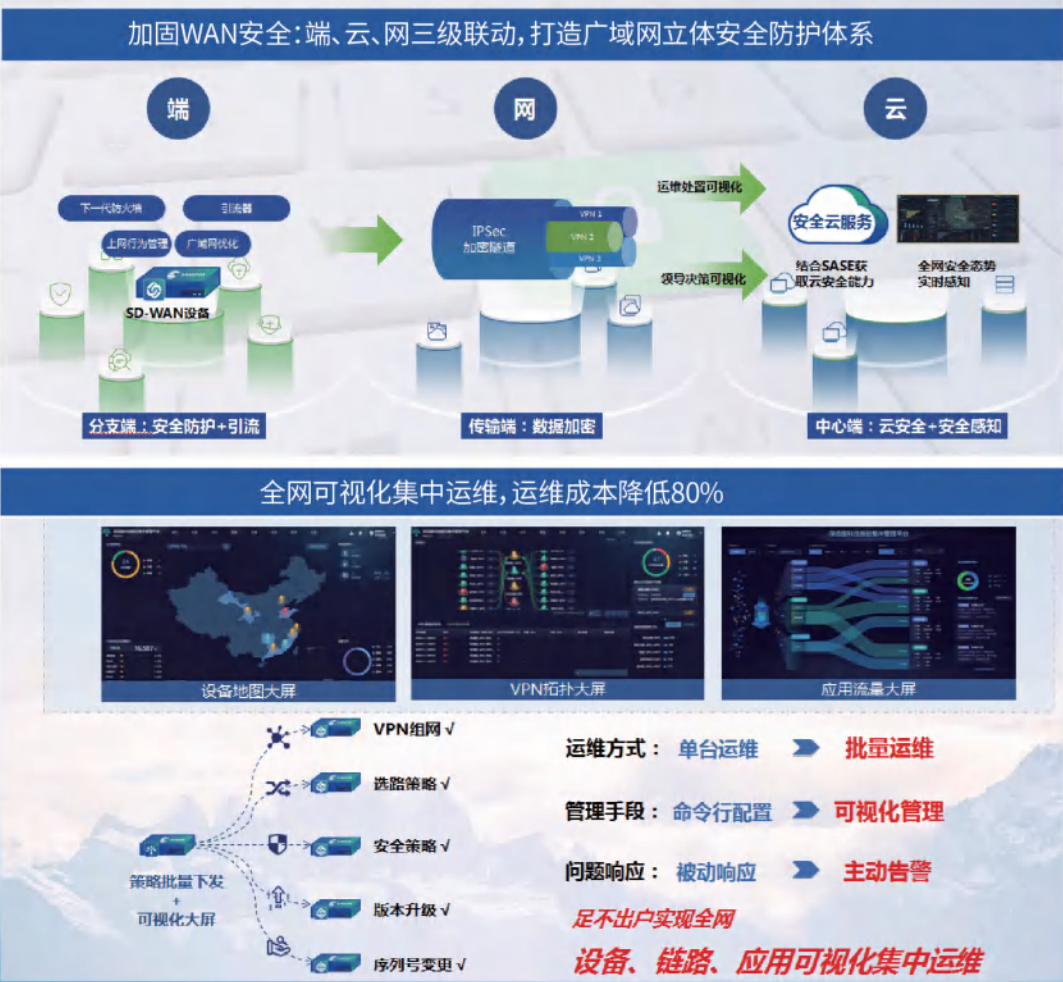 加固WAN安全：端、云、网三级联动，打造广域网立体安全防护体系
端
网
云
下一代防火墙
引流器
上网行为管理
广域网优化
SD-WAN设备
分支端：安全防护+引流
IPSec
加密隧道
VPN 1
VPN 2
VPN 3
传输端：数据加密
运维处置可视化
领导决策可视化
安全云服务
结合SASE获
取云安全能力
全网安全态势
实时感知
中心端：云安全+安全感知
全网可视化集中运维，运维成本降低80%
设备地图大屏
VPN拓扑大屏
应用流量大屏
策略批量下发
+
可视化大屏
VPN组网√
选路策略√
安全策略√
版本升级√
序列号变更√
运维方式：单台运维 批量运维
管理手段：命令行配置 可视化管理
问题响应：被动响应 主动告警
足不出户实现全网
设备、链路、应用可视化集中运维